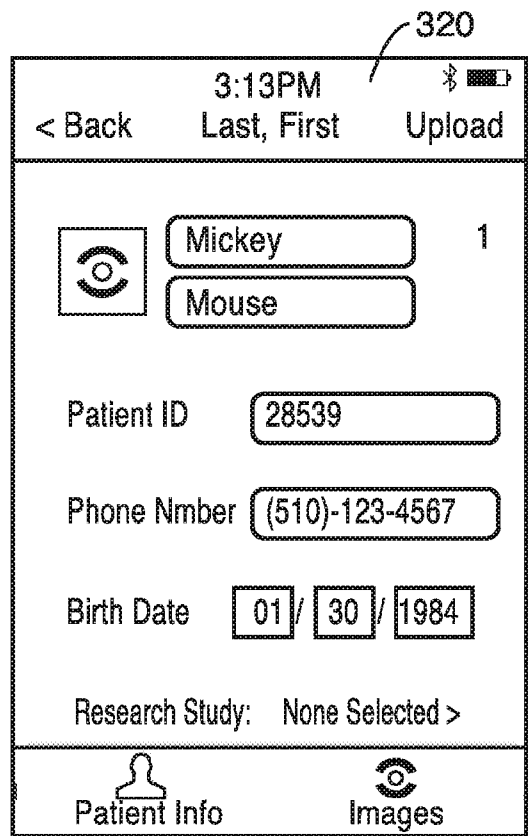 320
3:13PM
< Back Last, First Upload
Mickey 1
Mouse
Patient ID 28539
Phone Nmber (510)-123-4567
Birth Date 01 / 30 / 1984
Research Study: None Selected >
Patient Info Images